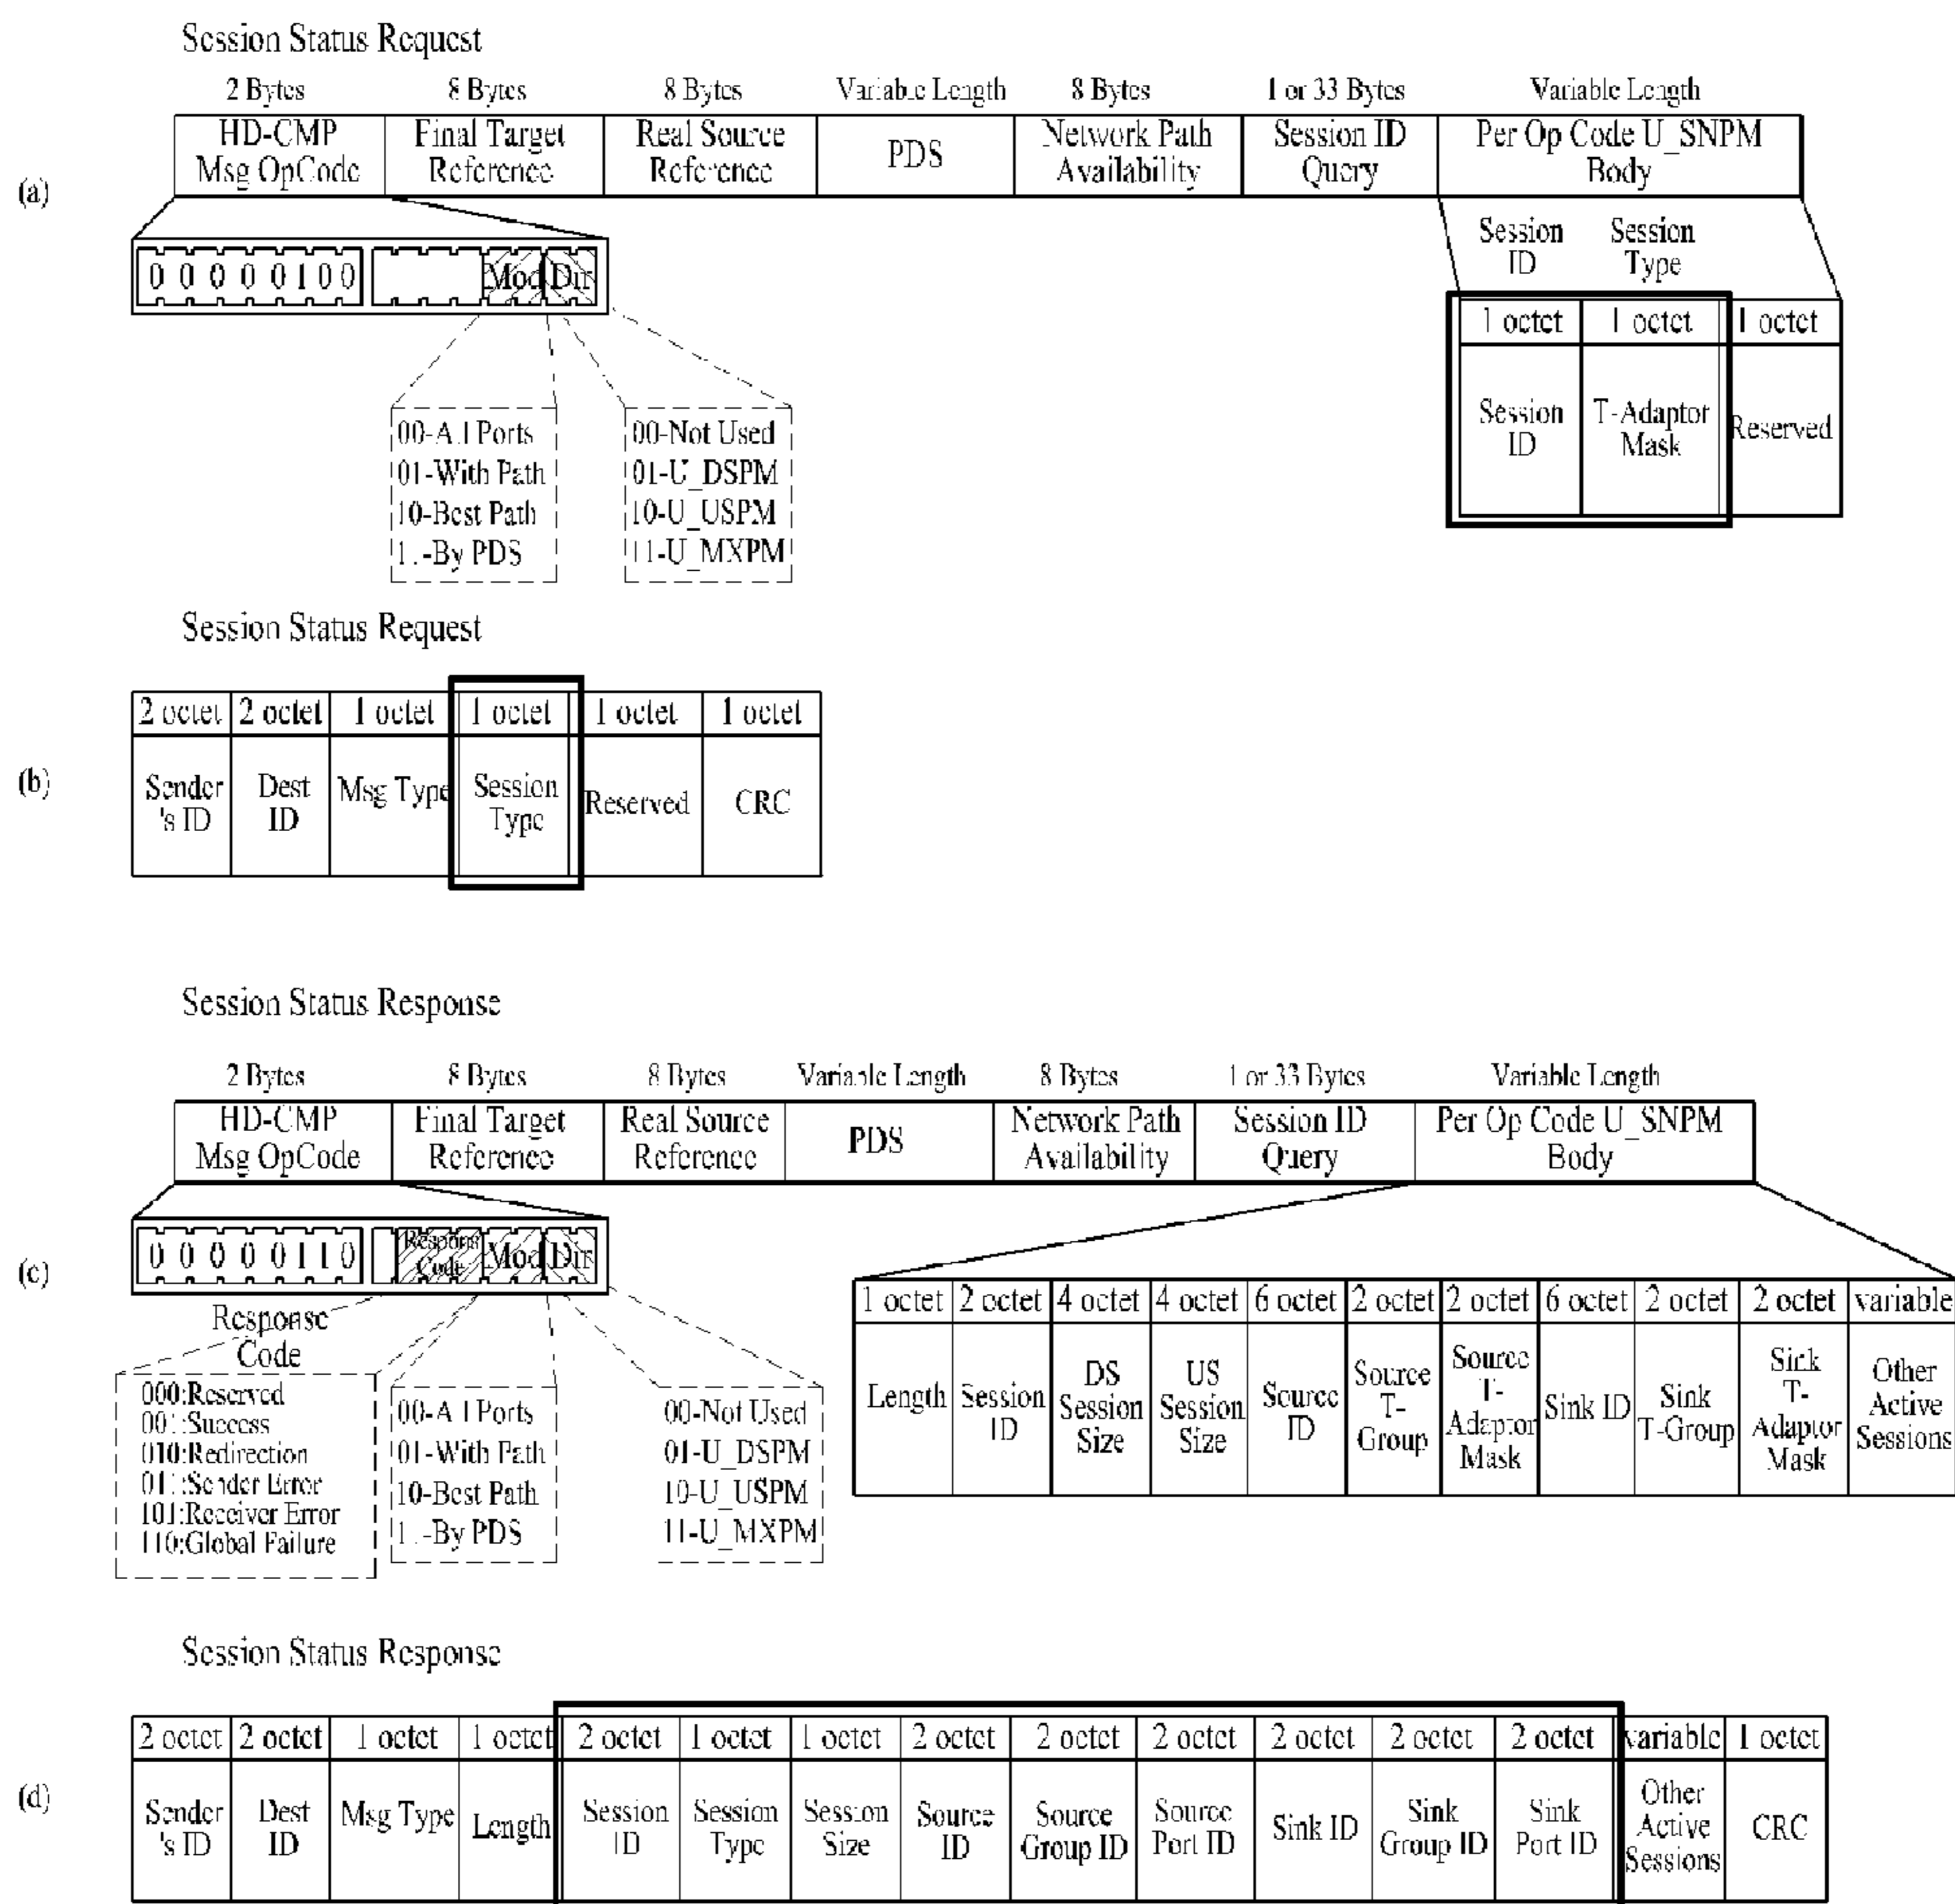 Session Status Request
2 Bytes 8 Bytes 8 Bytes Variable Length 8 Bytes 1 or 33 Bytes Variable Length
HD-CMP Final Target Real Source PDS Network Path Session ID Per Op Code U_SNPM
Msg OpCode Reference Reference Availability Query Body
(a)
Session Session
ID Type
0 0 0 0 0 1 0 0 Mod Dir
1 octet 1 octet 1 octet
Session T-Adaptor Reserved
ID Mask
00-All Ports 00-Not Used
01-With Path 01-U_DSPM
10-Best Path 10-U_USPM
11-By PDS 11-U_MXPM
Session Status Request
2 octet 2 octet 1 octet 1 octet 1 octet 1 octet
(b)
Sender Dest Msg Type Session Reserved CRC
's ID ID Type
Session Status Response
2 Bytes 8 Bytes 8 Bytes Variable Length 8 Bytes 1 or 33 Bytes Variable Length
HD-CMP Final Target Real Source PDS Network Path Session ID Per Op Code U_SNPM
Msg OpCode Reference Reference Availability Query Body
(c)
0 0 0 0 0 1 1 0 Respons Mod Dir
Code
Response
Code
000:Reserved
001:Success
010:Redirection
011:Sender Error
101:Receiver Error
110:Global Failure
00-All Ports 00-Not Used
01-With Path 01-U_DSPM
10-Best Path 10-U_USPM
11-By PDS 11-U_MXPM
1 octet 2 octet 4 octet 4 octet 6 octet 2 octet 2 octet 6 octet 2 octet 2 octet variable
Length Session ID DS Session Size US Session Size Source ID Source T-Group Source T-Adaptor Mask Sink ID Sink T-Group Sink T-Adaptor Mask Other Active Sessions
Session Status Response
2 octet 2 octet 1 octet 1 octet 2 octet 1 octet 1 octet 2 octet 2 octet 2 octet 2 octet 2 octet 2 octet variable 1 octet
(d)
Sender 's ID Dest ID Msg Type Length Session ID Session Type Session Size Source ID Source Group ID Source Port ID Sink ID Sink Group ID Sink Port ID Other Active Sessions CRC